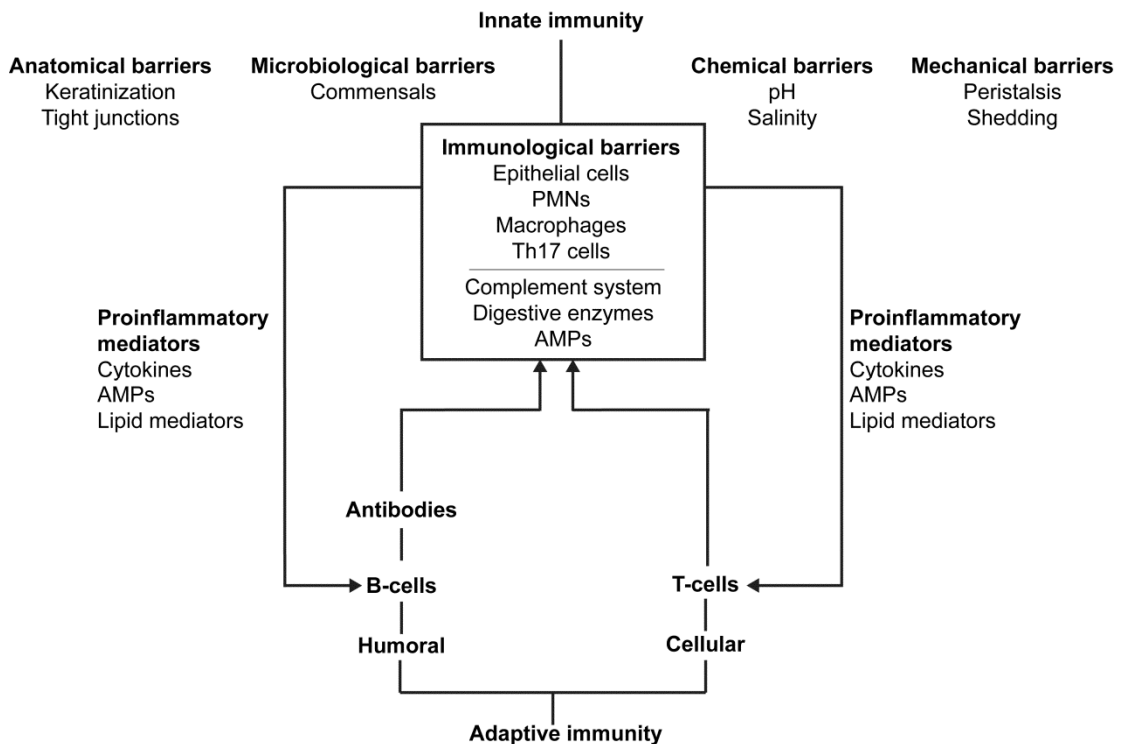 Innate immunity
Anatomical barriers
Keratinization
Tight junctions
Microbiological barriers
Commensals
Chemical barriers
pH
Salinity
Mechanical barriers
Peristalsis
Shedding
Immunological barriers
Epithelial cells
PMNs
Macrophages
Th17 cells
Complement system
Digestive enzymes
AMPs
Proinflammatory
mediators
Cytokines
AMPs
Lipid mediators
Proinflammatory
mediators
Cytokines
AMPs
Lipid mediators
Antibodies
B-cells
T-cells
Humoral
Cellular
Adaptive immunity